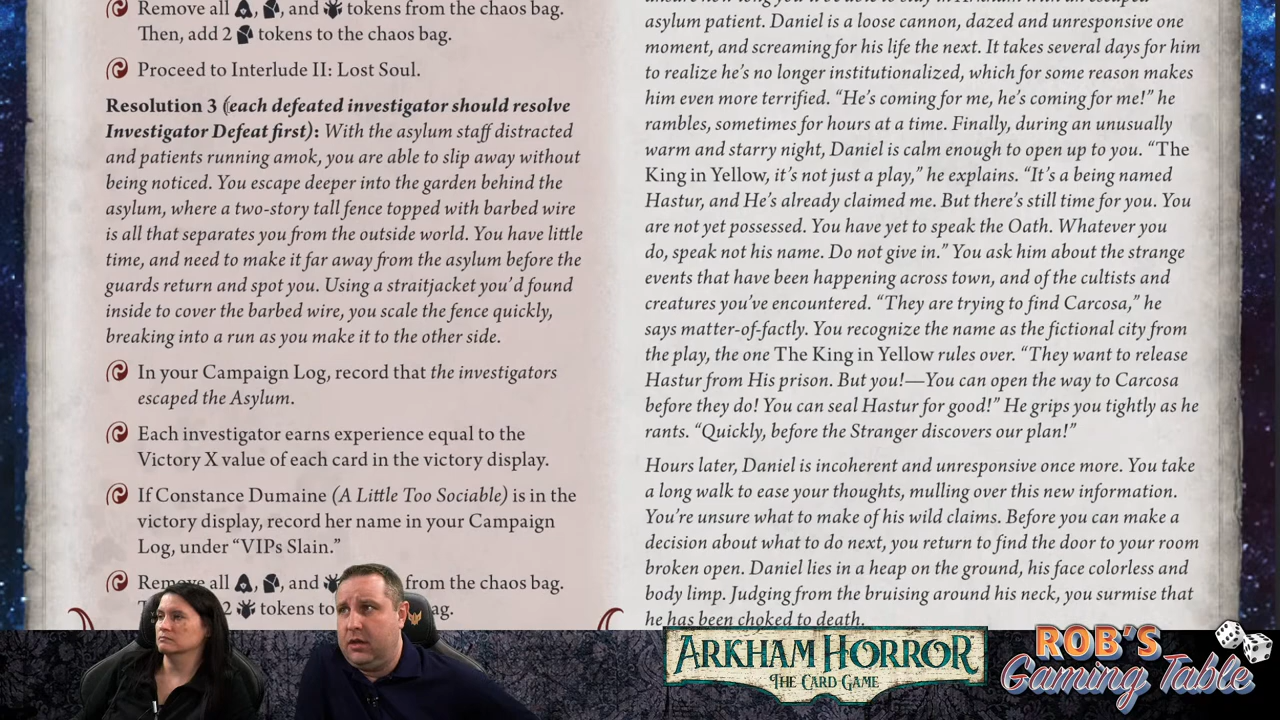 Remove all , , and tokens from the chaos bag.
Then, add 2 tokens to the chaos bag.
Proceed to Interlude II: Lost Soul.
Resolution 3 (each defeated investigator should resolve
Investigator Defeat first): With the asylum staff distracted
and patients running amok, you are able to slip away without
being noticed. You escape deeper into the garden behind the
asylum, where a two-story tall fence topped with barbed wire
is all that separates you from the outside world. You have little
time, and need to make it far away from the asylum before the
guards return and spot you. Using a straitjacket you'd found
inside to cover the barbed wire, you scale the fence quickly,
breaking into a run as you make it to the other side.
In your Campaign Log, record that the investigators
escaped the Asylum.
Each investigator earns experience equal to the
Victory X value of each card in the victory display.
If Constance Dumaine (A Little Too Sociable) is in the
victory display, record her name in your Campaign
Log, under “VIPs Slain.”
Remove all , , and from the chaos bag.
2 tokens to
asylum patient. Daniel is a loose cannon, dazed and unresponsive one
moment, and screaming for his life the next. It takes several days for him
to realize he's no longer institutionalized, which for some reason makes
him even more terrified. “He's coming for me, he's coming for me!” he
rambles, sometimes for hours at a time. Finally, during an unusually
warm and starry night, Daniel is calm enough to open up to you. “The
King in Yellow, it's not just a play,” he explains. “It's a being named
Hastur, and He's already claimed me. But there's still time for you. You
are not yet possessed. You have yet to speak the Oath. Whatever you
do, speak not his name. Do not give in.” You ask him about the strange
events that have been happening across town, and of the cultists and
creatures you've encountered. “They are trying to find Carcosa,” he
says matter-of-factly. You recognize the name as the fictional city from
the play, the one The King in Yellow rules over. “They want to release
Hastur from His prison. But you!—You can open the way to Carcosa
before they do! You can seal Hastur for good!” He grips you tightly as he
rants. “Quickly, before the Stranger discovers our plan!”
Hours later, Daniel is incoherent and unresponsive once more. You take
a long walk to ease your thoughts, mulling over this new information.
You're unsure what to make of his wild claims. Before you can make a
decision about what to do next, you return to find the door to your room
broken open. Daniel lies in a heap on the ground, his face colorless and
body limp. Judging from the bruising around his neck, you surmise that
he has been choked to death.
ARKHAM HORROR
THE CARD GAME
ROB'S
Gaming Table